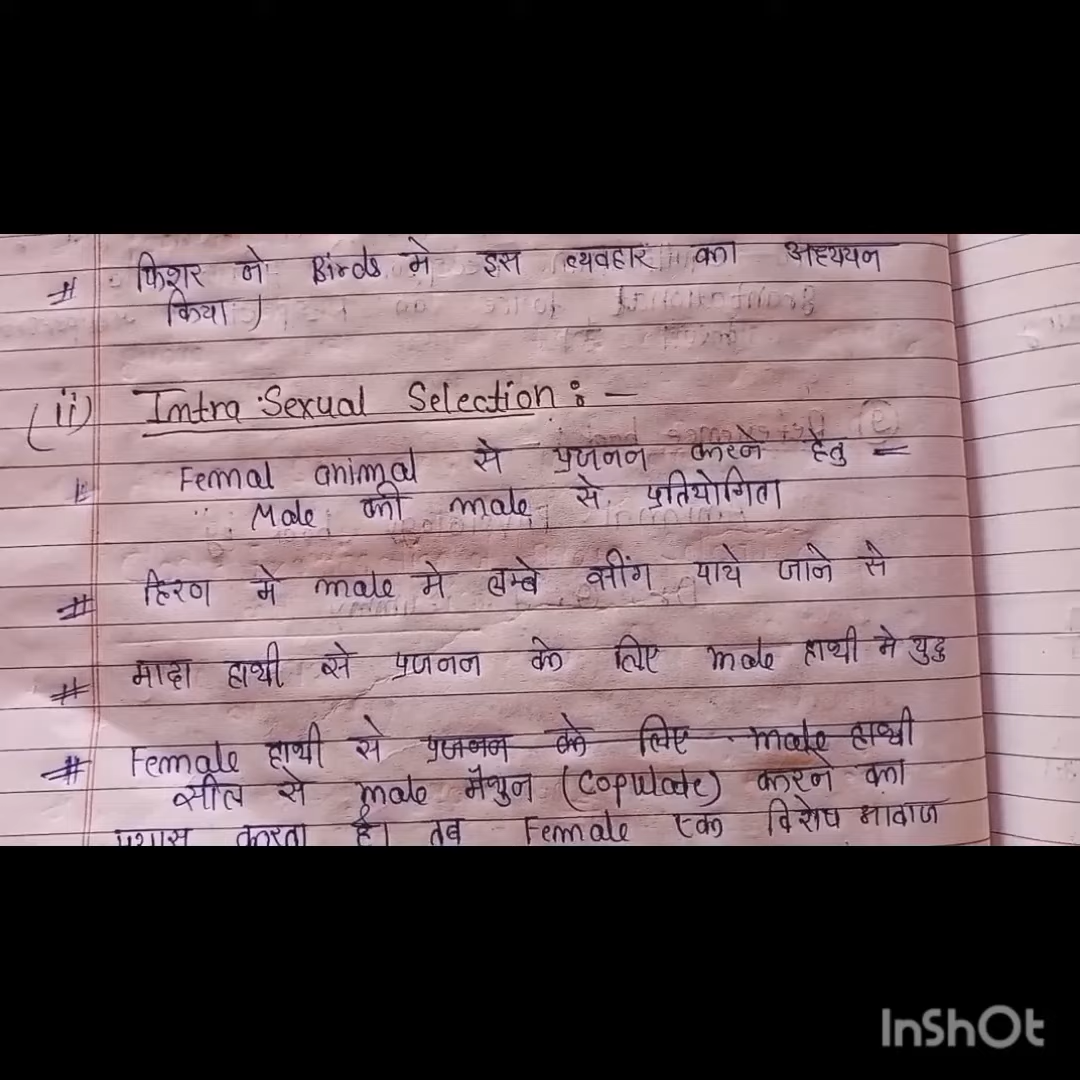 # फिशर ने Birds मे इस व्यवहार का अध्ययन
किया)
(ii) Intra Sexual Selection : —
Femal animal से प्रजनन करने हेतु =
Male की male से प्रतियोगिता
# हिरण मे male मे लम्बे सींग पाये जाने से
# मादा हाथी से प्रजनन के लिए male हाथी मे युद्ध
# Female हाथी से प्रजनन के लिए male हाथी
सील से male मैथुन (Copulate) करने का
प्रयास करता है। तब Female एक विशेष आवाज
InShOt